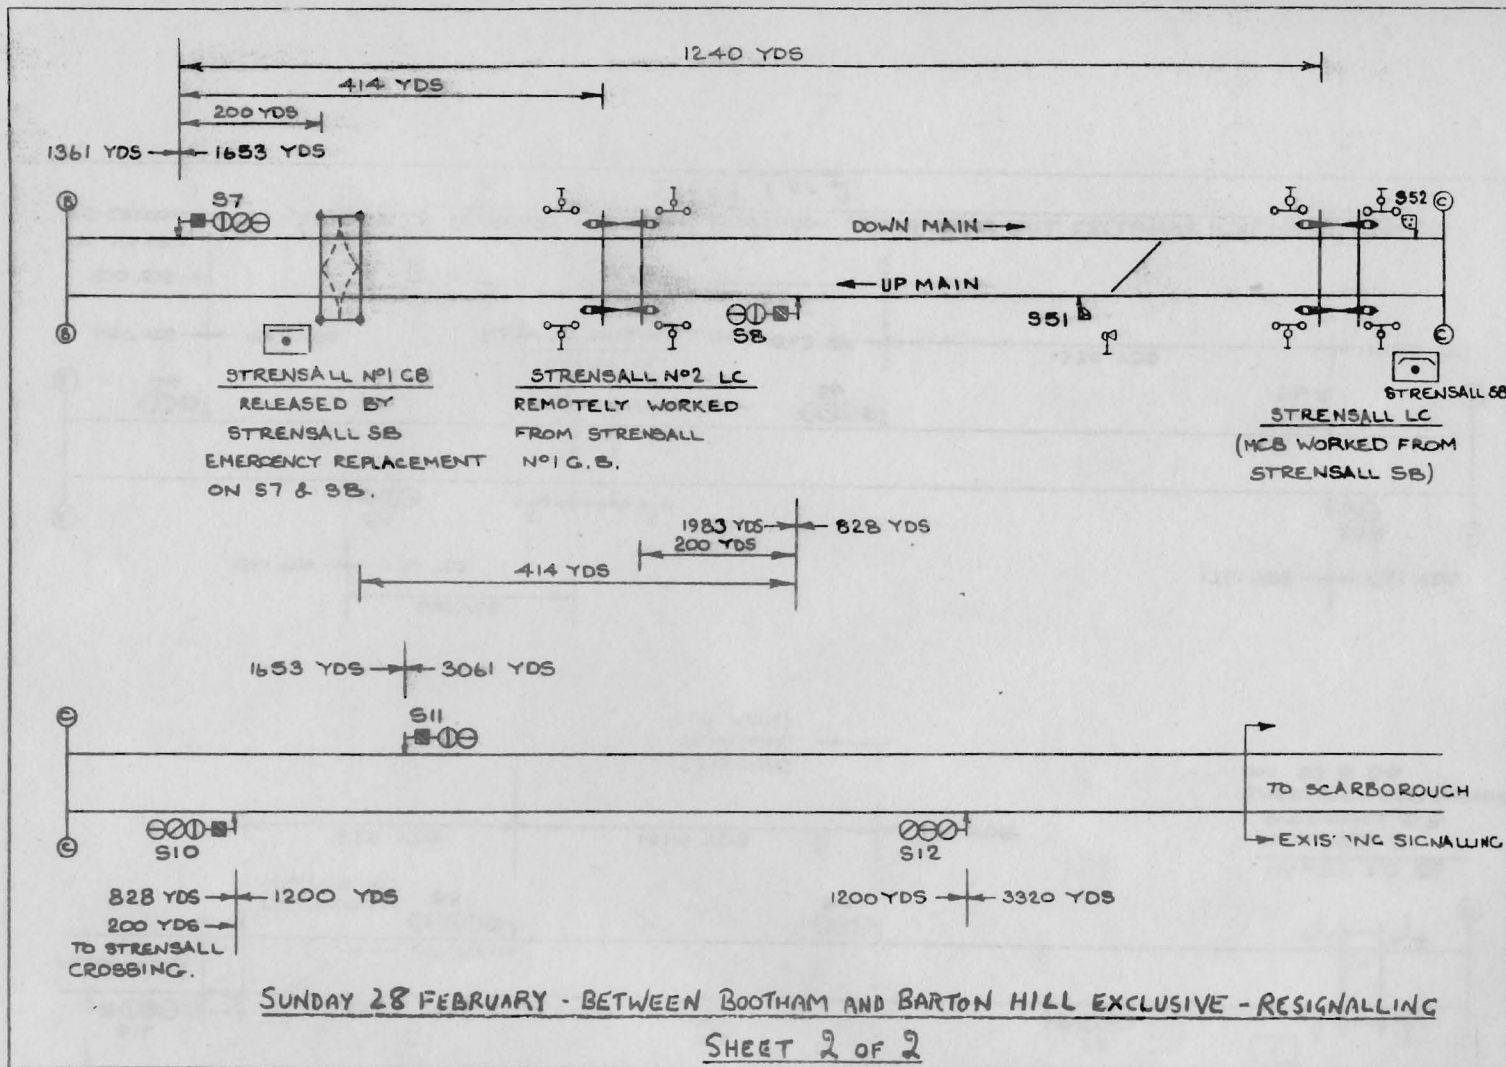 1240 YDS
414 YDS
200 YDS
1361 YDS 1653 YDS
B
S7
S52
C
DOWN MAIN
UP MAIN
B
S8
S51
C
STRENSALL Nº1 GB
RELEASED BY
STRENSALL SB
EMERGENCY REPLACEMENT
ON S7 & S8.
STRENSALL Nº2 LC
REMOTELY WORKED
FROM STRENSALL
Nº1 G.B.
STRENSALL SB
STRENSALL LC
(MCB WORKED FROM
STRENSALL SB)
1983 YDS 828 YDS
200 YDS
414 YDS
1653 YDS 3061 YDS
C
S11
C
S10
S12
TO SCARBOROUGH
EXISTING SIGNALLING
828 YDS 1200 YDS
200 YDS
TO STRENSALL
CROSSING.
1200 YDS 3320 YDS
SUNDAY 28 FEBRUARY - BETWEEN BOOTHAM AND BARTON HILL EXCLUSIVE - RESIGNALLING
SHEET 2 OF 2